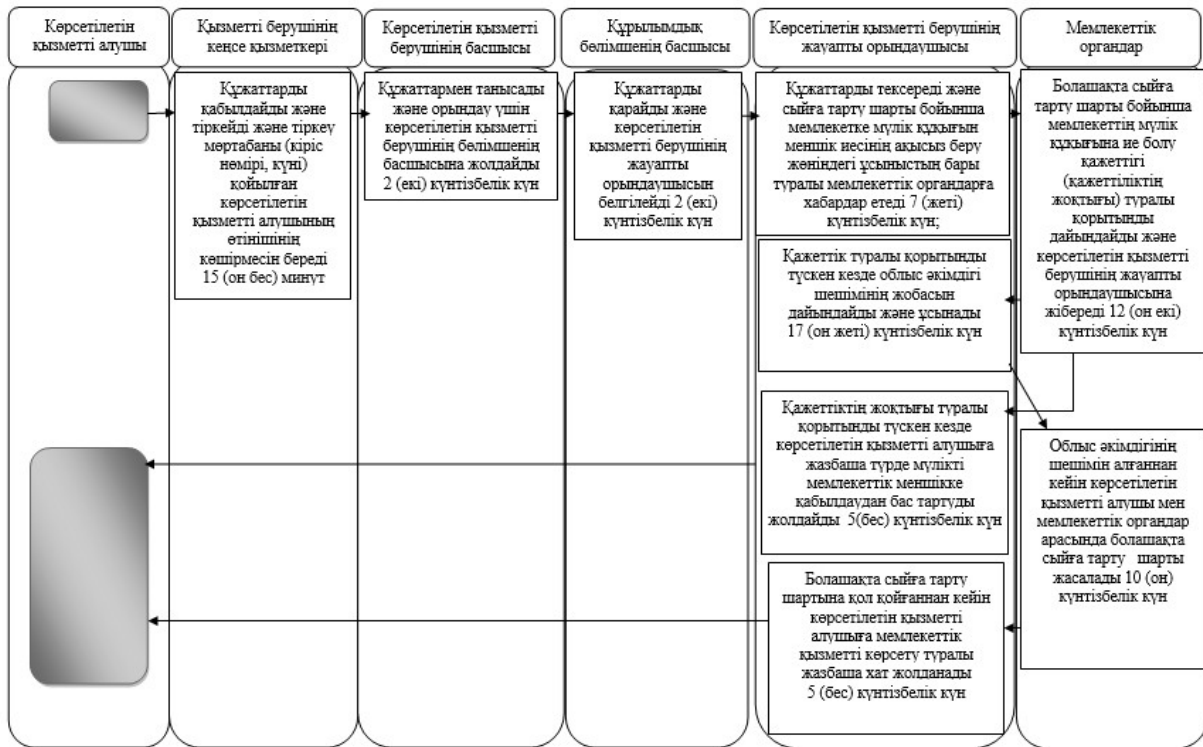 Көрсетілетін
қызметті алушы
Қызметті берушінің
кеңсе қызметкері
Көрсетілетін қызметті
берушінің басшысы
Құрылымдық
бөлімшенің басшысы
Көрсетілетін қызметті берушінің
жауапты орындаушысы
Мемлекеттік
органдар
Құжаттарды
қабылдайды және
тіркейді және тіркеу
мөртабаны (кіріс
нөмірі, күні)
қойылған
көрсетілетін
қызметті алушының
өтінішінің
көшірмесін береді
15 (он бес) минут
Құжаттармен танысады
және орындау үшін
көрсетілетін қызметті
берушінің бөлімшенің
басшысына жолдайды
2 (екі) күнтізбелік күн
Құжаттарды
қарайды және
көрсетілетін
қызметті берушінің
жауапты
орындаушысын
белгілейді 2 (екі)
күнтізбелік күн
Құжаттарды тексереді және
сыйға тарту шарты бойынша
мемлекетке мүлік құқығын
меншік иесінің ақысыз беру
жөніндегі ұсыныстың бары
туралы мемлекеттік органдарға
хабардар етеді 7 (жеті)
күнтізбелік күн;
Болашақта сыйға
тарту шарты бойынша
мемлекеттің мүлік
құқығына ие болу
қажеттігі
(қажеттіліктің
жоқтығы) туралы
қорытынды
дайындайды және
көрсетілетін қызметті
берушінің жауапты
орындаушысына
жібереді 12 (он екі)
күнтізбелік күн
Қажеттік туралы қорытынды
түскен кезде облыс әкімдігі
шешімінің жобасын
дайындайды және ұсынады
17 (он жеті) күнтізбелік күн
Қажеттіктің жоқтығы туралы
қорытынды түскен кезде
көрсетілетін қызметті алушыға
жазбаша түрде мүлікті
мемлекеттік меншікке
қабылдаудан бас тартуды
жолдайды 5(бес) күнтізбелік күн
Облыс әкімдігінің
шешімін алғаннан
кейін көрсетілетін
қызметті алушы мен
мемлекеттік органдар
арасында болашақта
сыйға тарту шарты
жасалады 10 (он)
күнтізбелік күн
Болашақта сыйға тарту
шартына қол қойғаннан кейін
көрсетілетін қызметті
алушыға мемлекеттік
қызметті көрсету туралы
жазбаша хат жолданады
5 (бес) күнтізбелік күн